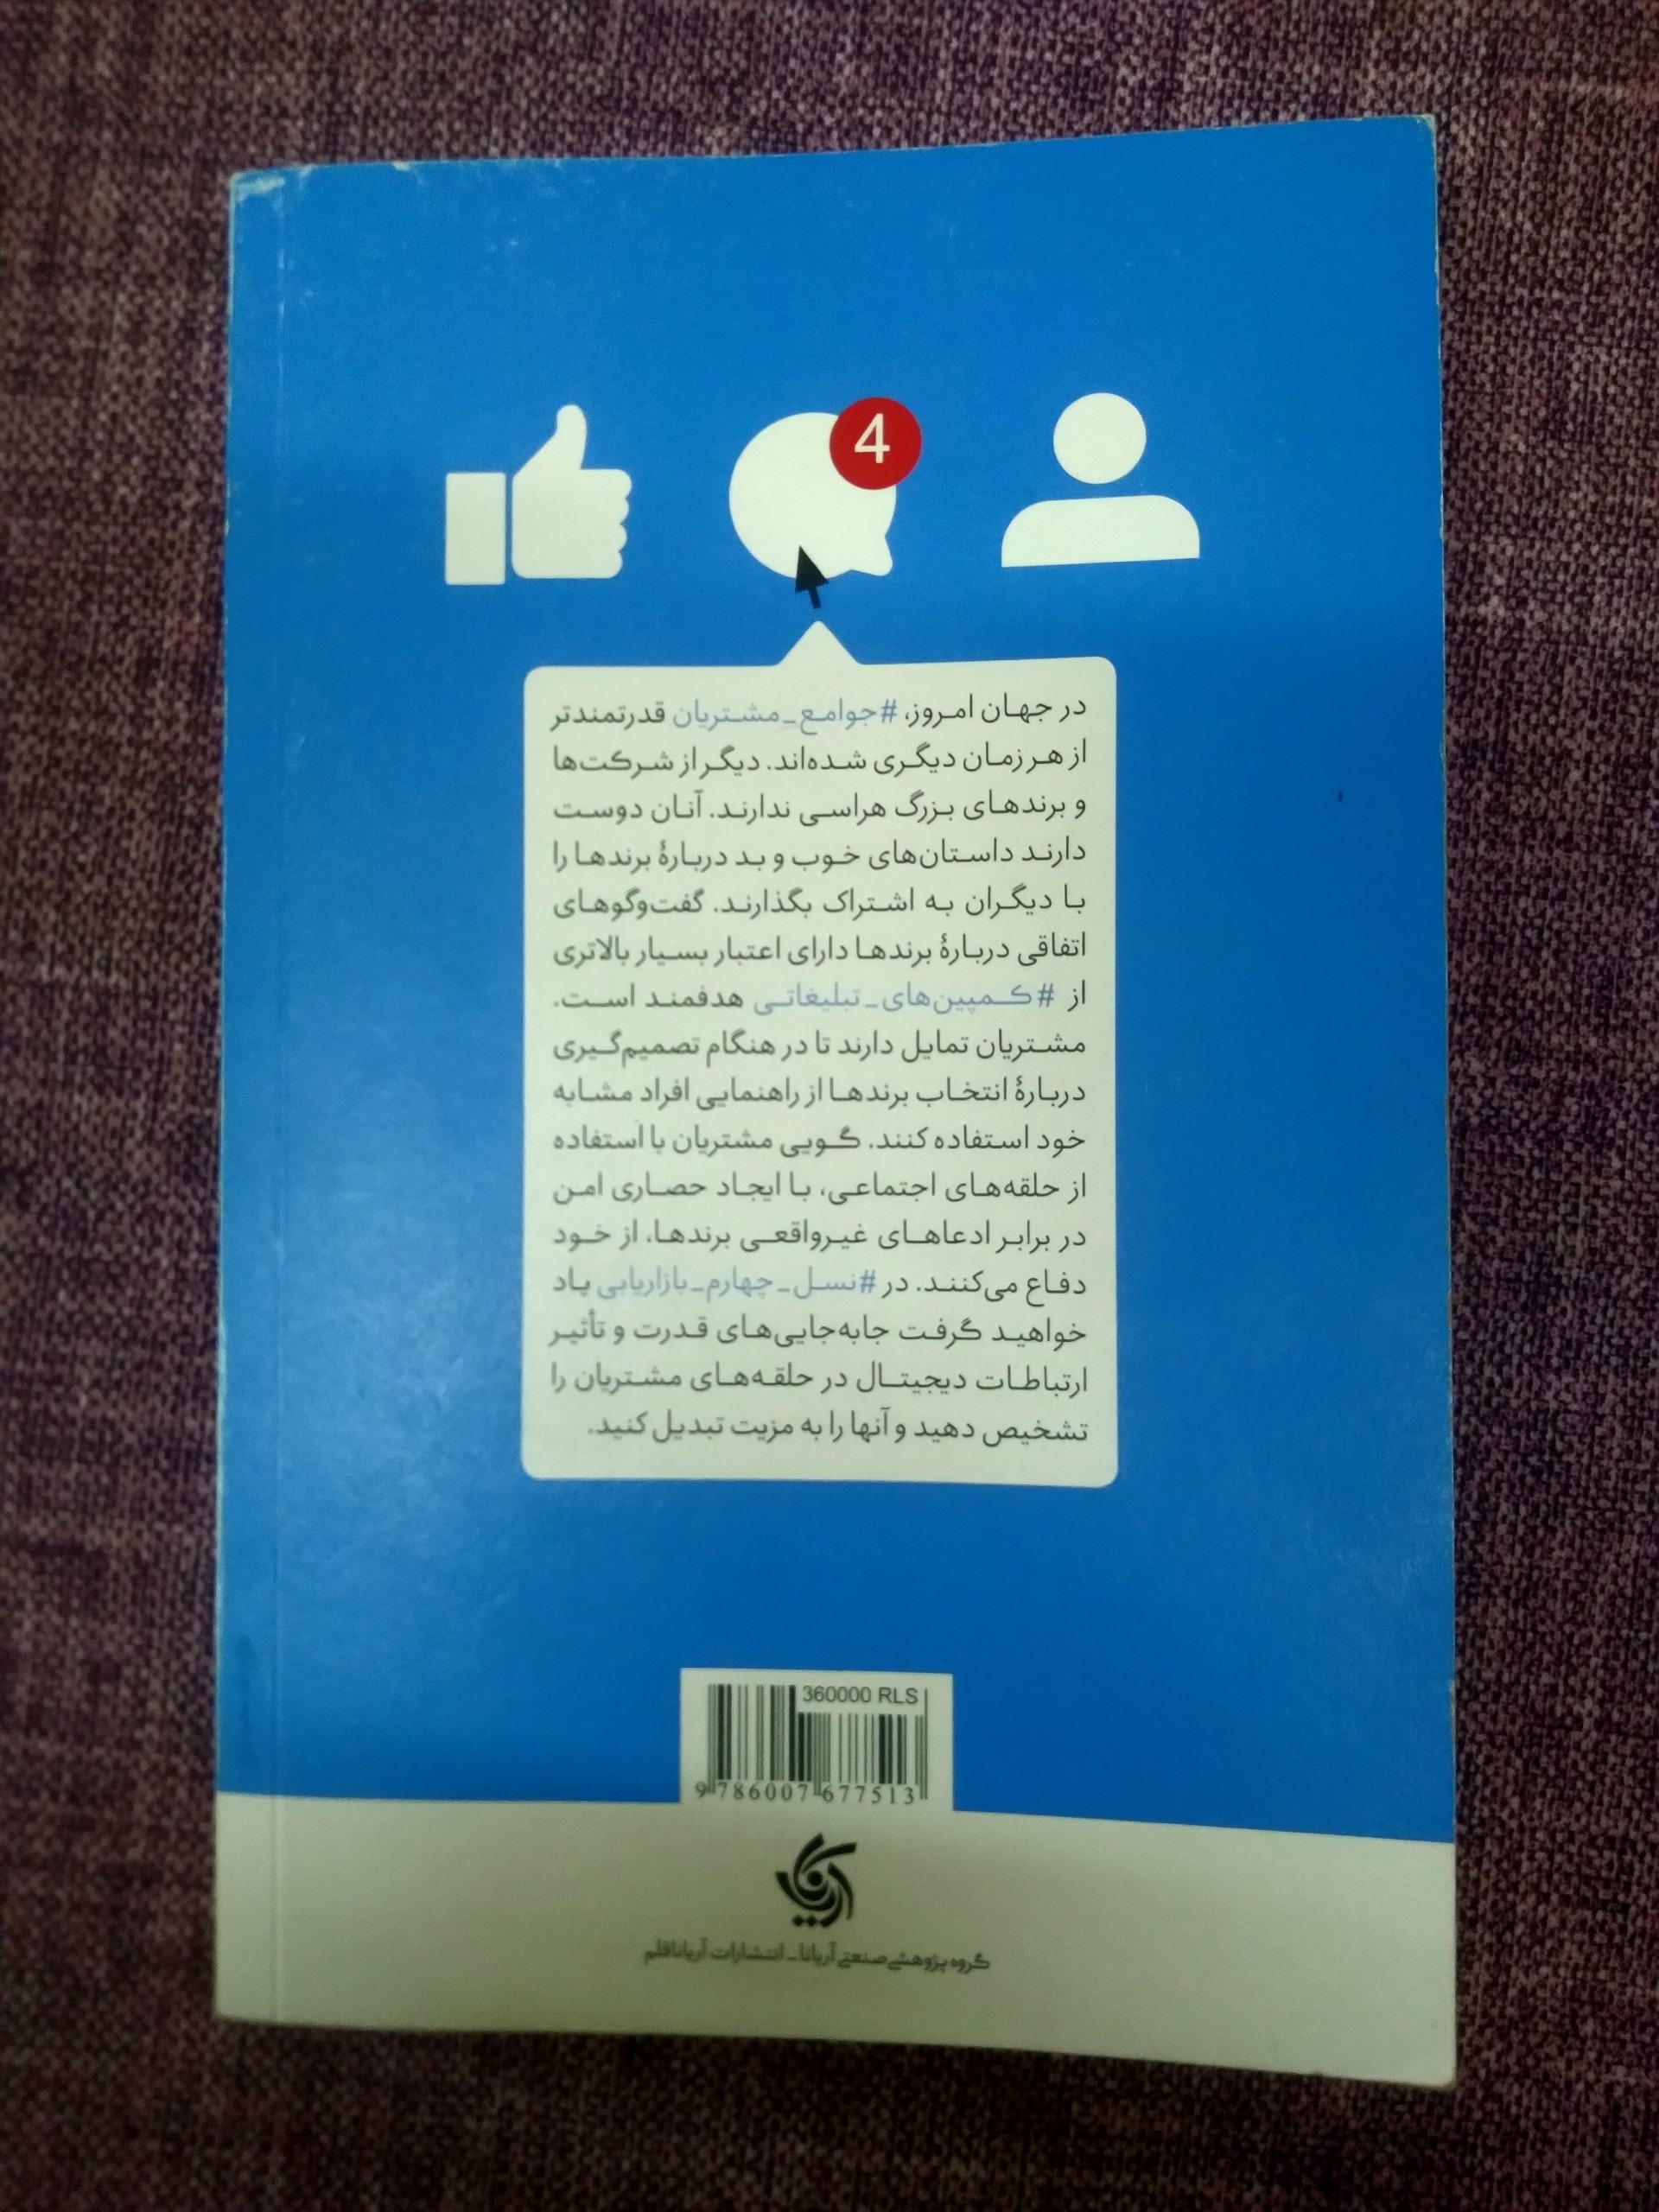 4
در جهان امروز، #جوامع_مشتریان قدرتمندتر
از هر زمان دیگری شده‌اند. دیگر از شرکت‌ها
و برندهای بزرگ هراسی ندارند. آنان دوست
دارند داستان‌های خوب و بد دربارهٔ برندها را
با دیگران به اشتراک بگذارند. گفت‌وگوهای
اتفاقی دربارهٔ برندها دارای اعتبار بسیار بالاتری
از #کمپین‌های_تبلیغاتی هدفمند است.
مشتریان تمایل دارند تا در هنگام تصمیم‌گیری
دربارهٔ انتخاب برندها از راهنمایی افراد مشابه
خود استفاده کنند. گویی مشتریان با استفاده
از حلقه‌های اجتماعی، با ایجاد حصاری امن
در برابر ادعاهای غیرواقعی برندها، از خود
دفاع می‌کنند. در #نسل_چهارم_بازاریابی یاد
خواهید گرفت جابه‌جایی‌های قدرت و تأثیر
ارتباطات دیجیتال در حلقه‌های مشتریان را
تشخیص دهید و آنها را به مزیت تبدیل کنید.
360000 RLS
9 786007 677513
آریانا
گروه پژوهشی صنعتی آریانا - انتشارات آریاناقلم